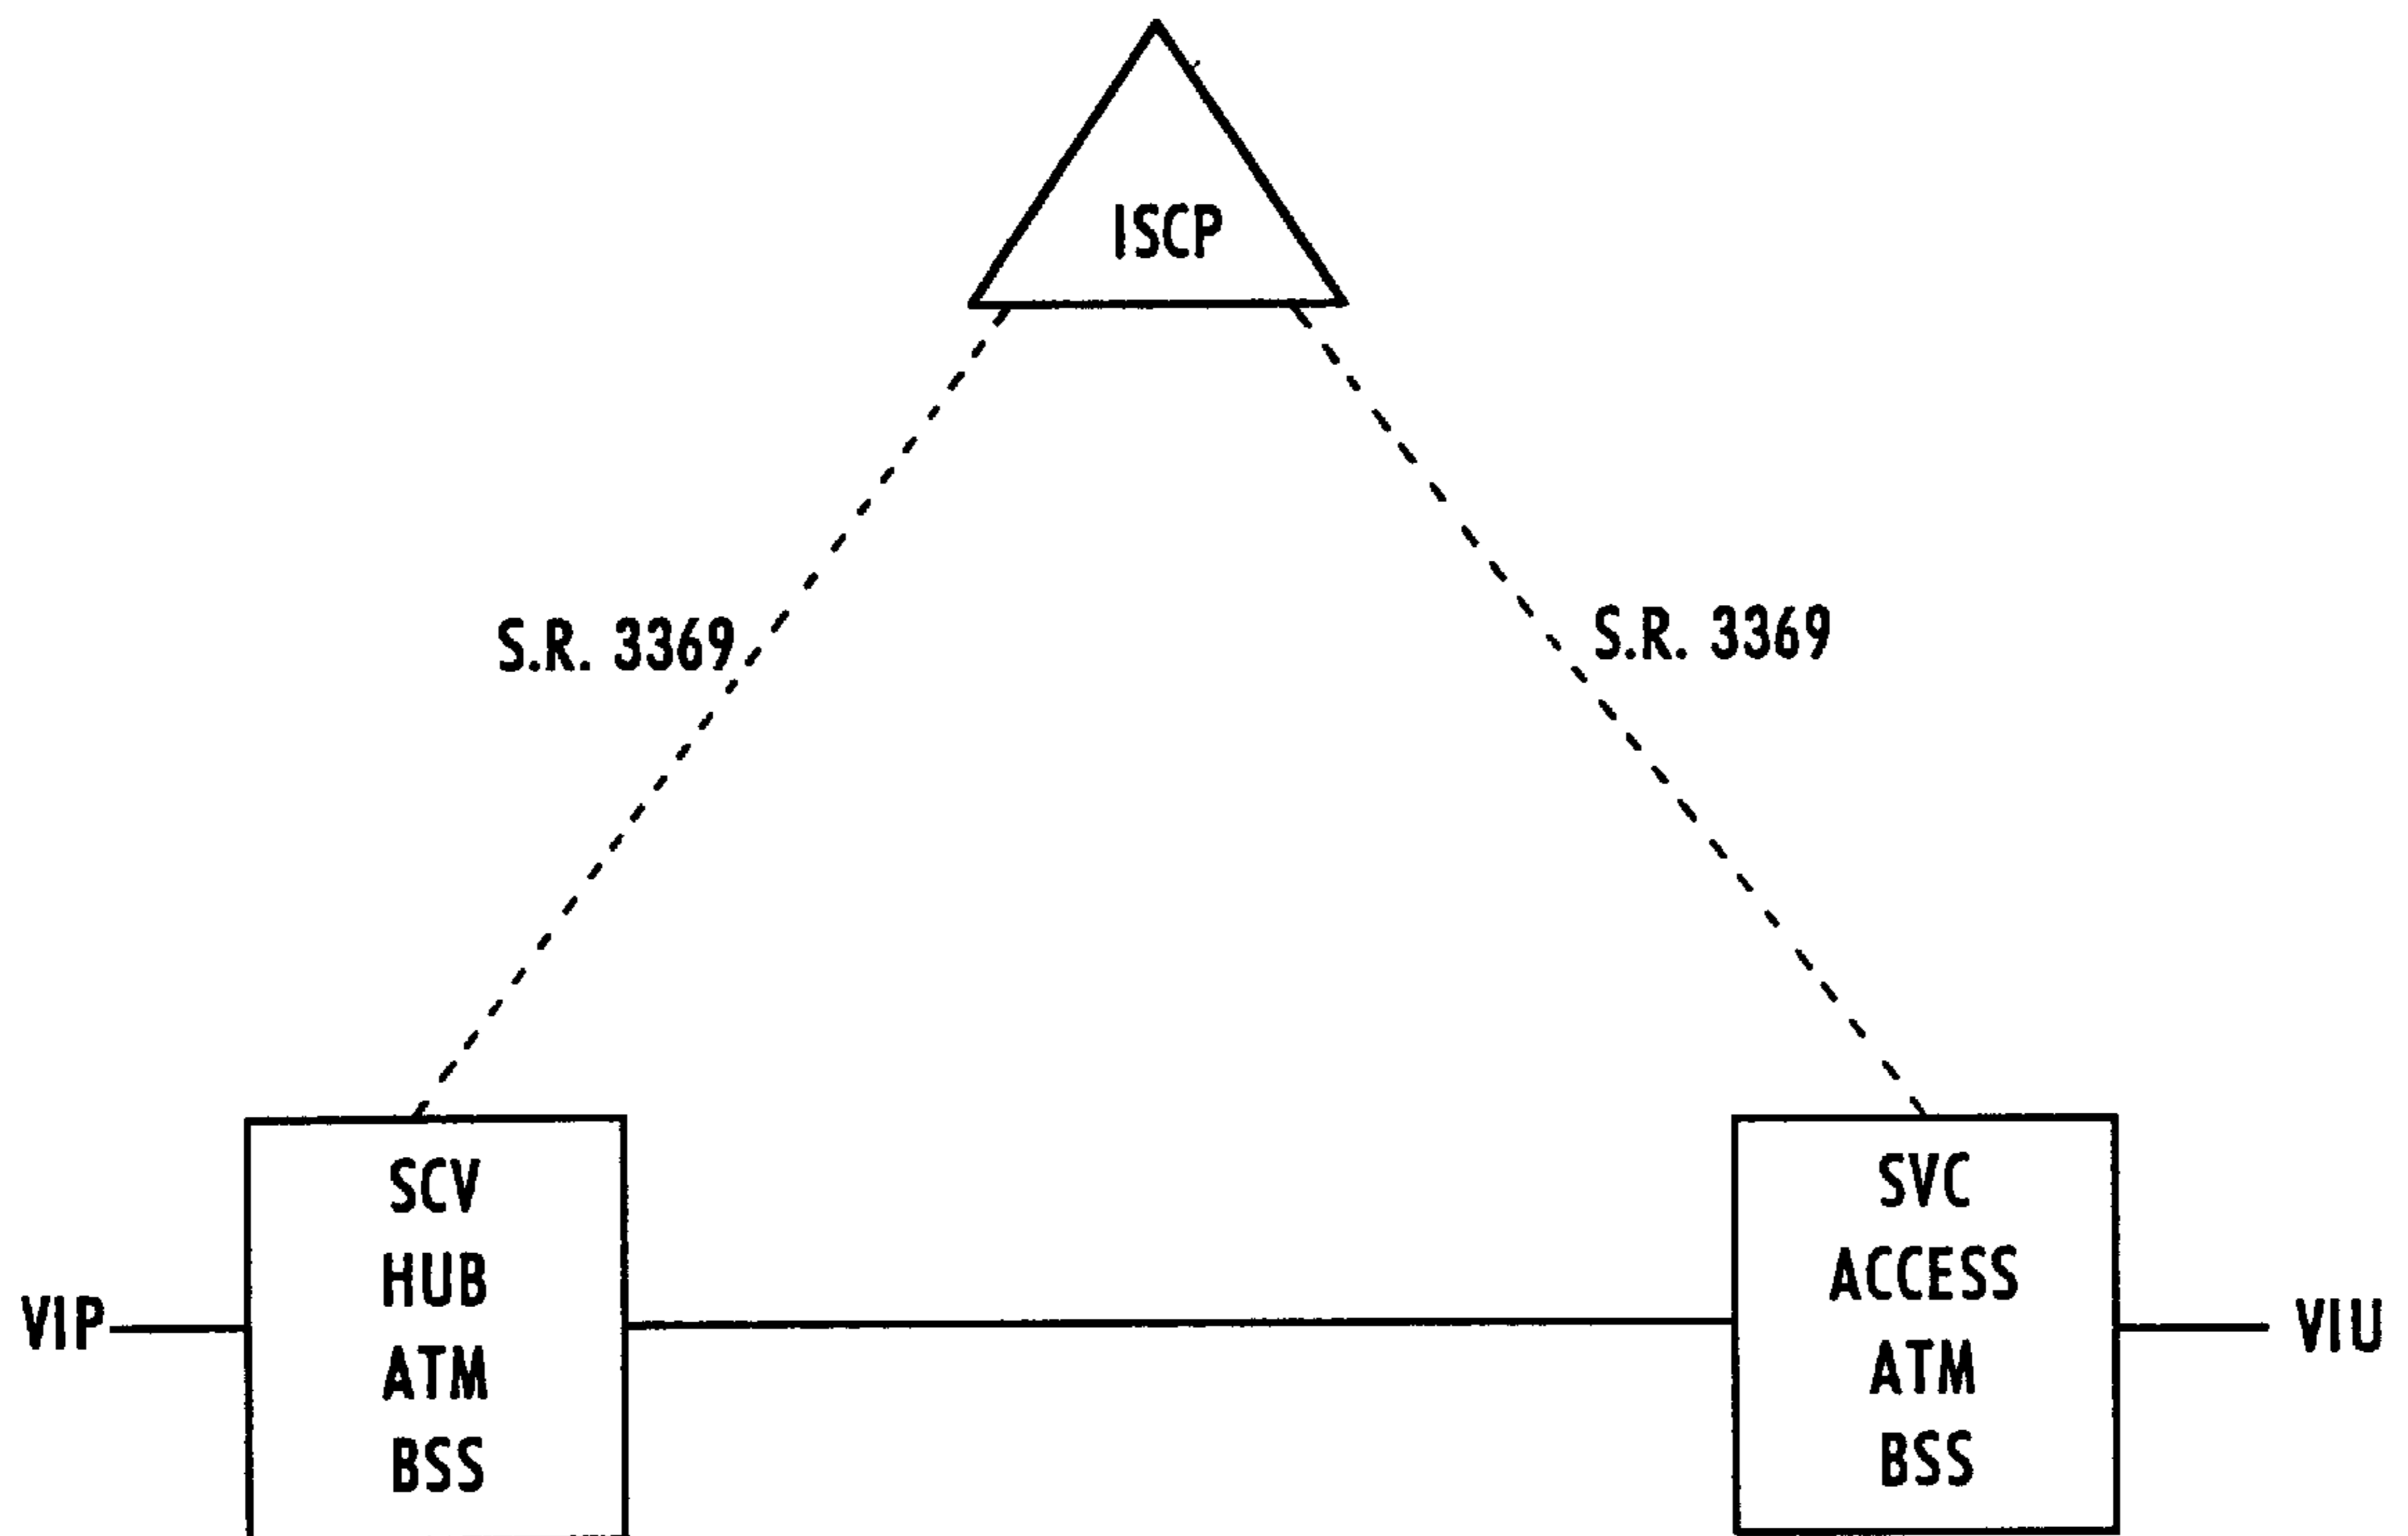 ISCP
S.R. 3369
S.R. 3369
SCV
HUB
ATM
BSS
SVC
ACCESS
ATM
BSS
VIP
VIU